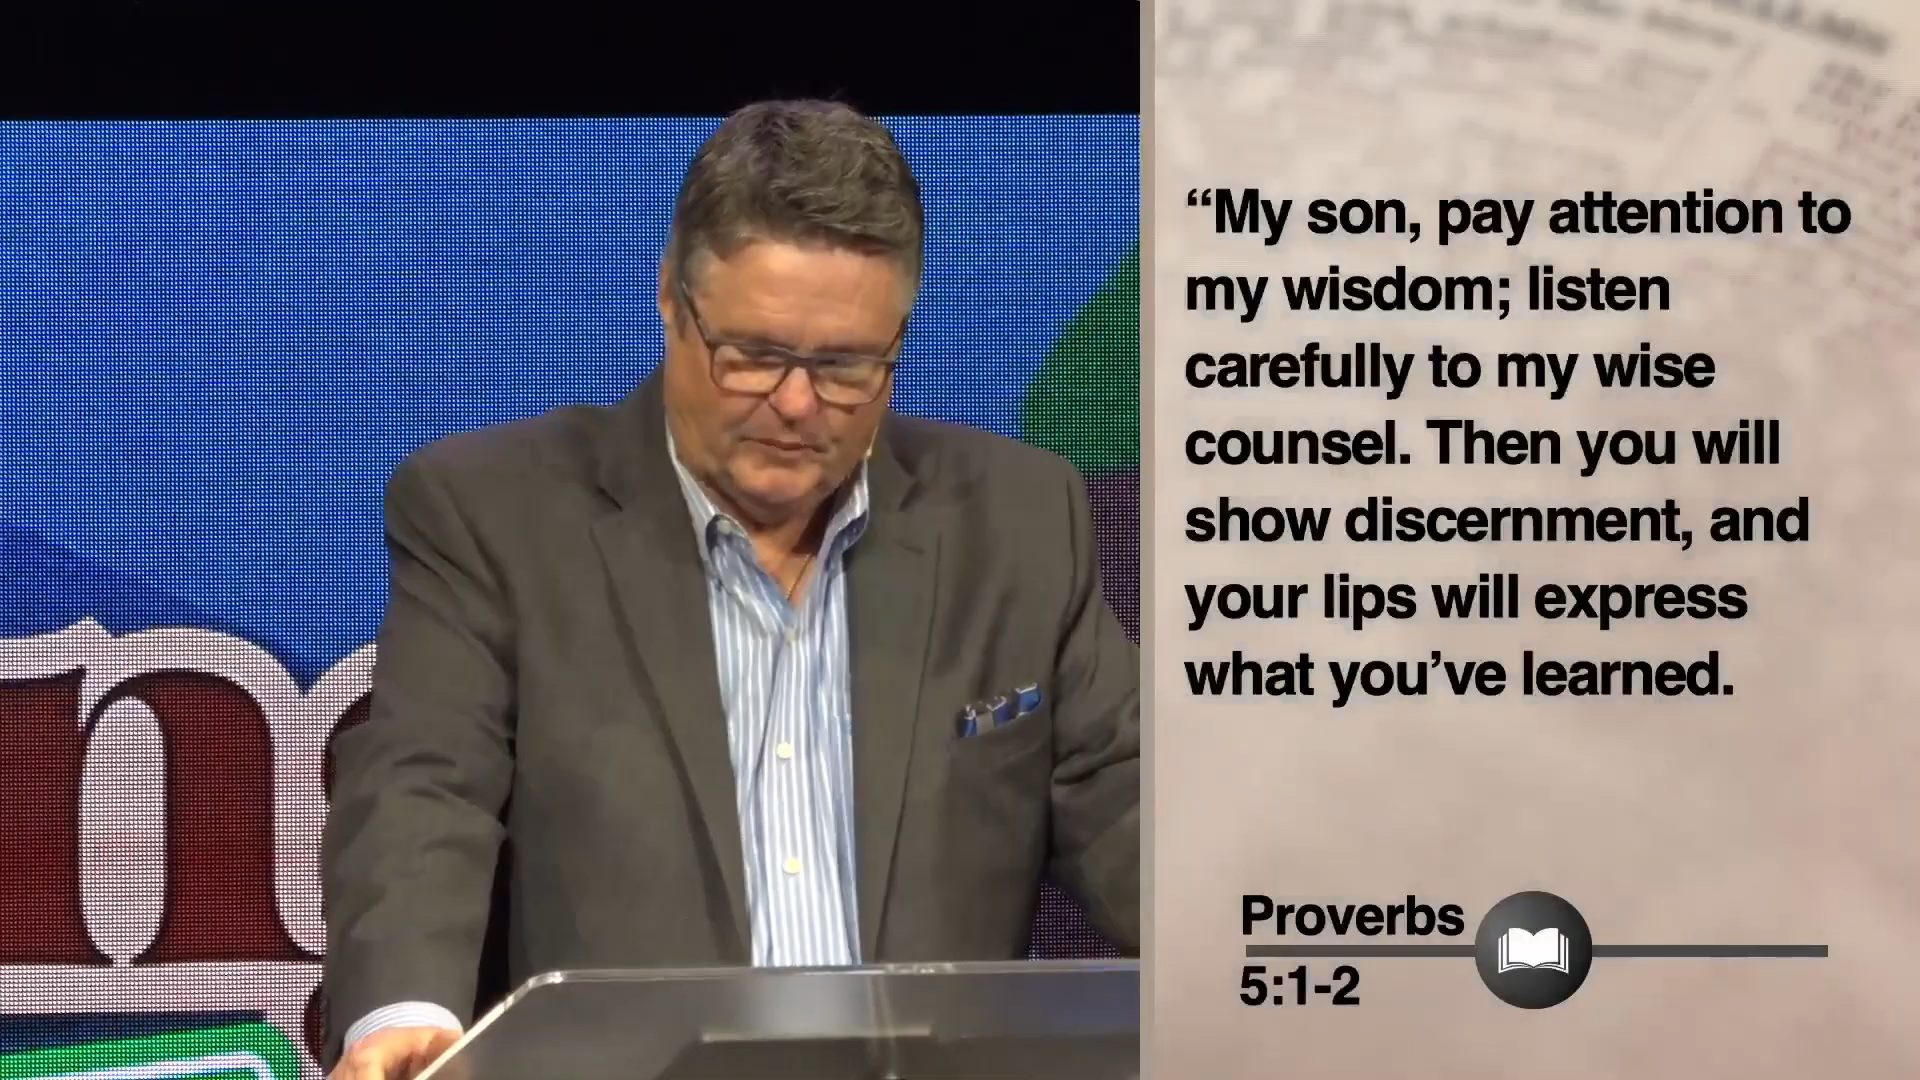 “My son, pay attention to
my wisdom; listen
carefully to my wise
counsel. Then you will
show discernment, and
your lips will express
what you’ve learned.
Proverbs
5:1-2